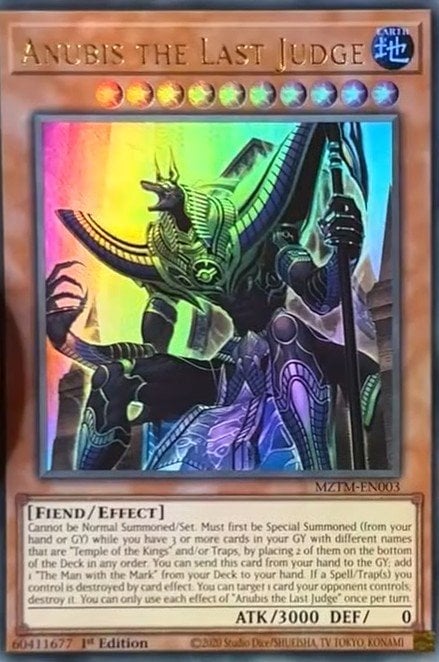 ANUBIS THE LAST JUDGE
EARTH
地
MZTM-EN003
[FIEND/EFFECT]
Cannot be Normal Summoned/Set. Must first be Special Summoned (from your
hand or GY) while you have 3 or more cards in your GY with different names
that are "Temple of the Kings" and/or Traps, by placing 2 of them on the bottom
of the Deck in any order. You can send this card from your hand to the GY; add
1 "The Man with the Mark" from your Deck to your hand. If a Spell/Trap(s) you
control is destroyed by card effect: You can target 1 card your opponent controls;
destroy it. You can only use each effect of "Anubis the Last Judge" once per turn.
ATK/3000 DEF/ 0
60411677 1st Edition ©2020 Studio Dice/SHUEISHA, TV TOKYO, KONAMI